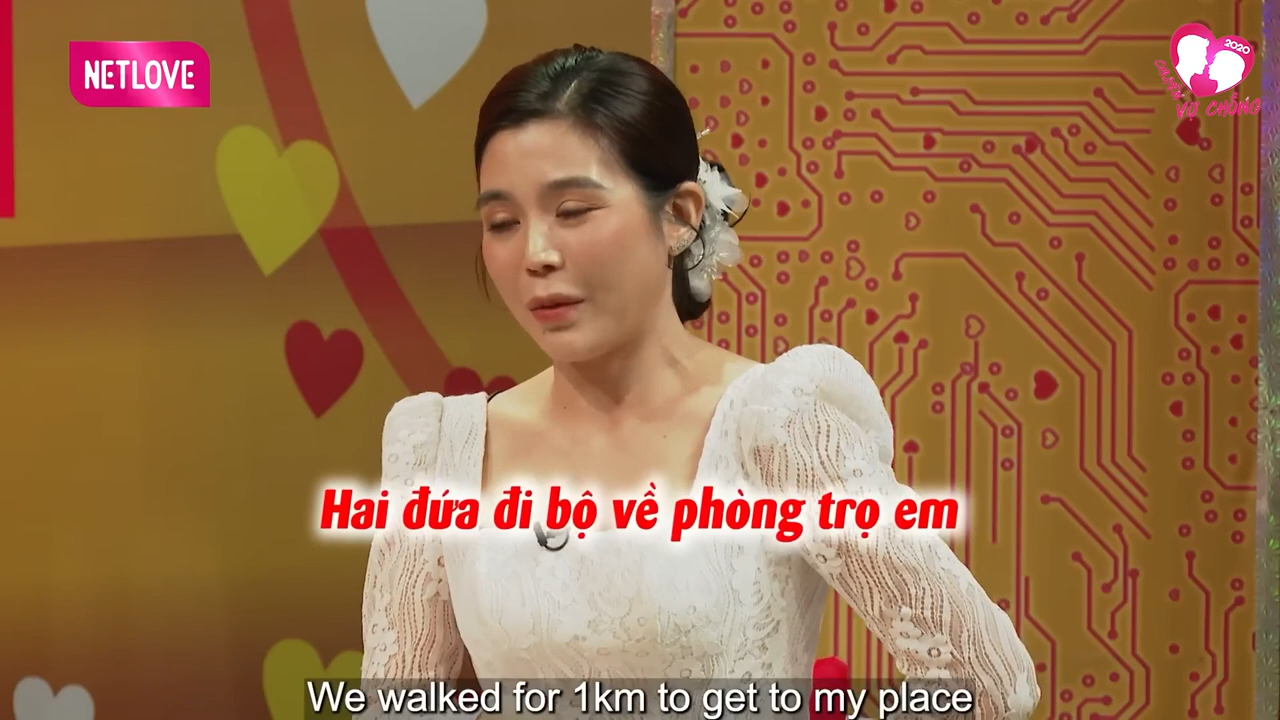 NETLOVE
2020
CHUYỆN
VỢ CHỒNG
Hai đứa đi bộ về phòng trọ em
We walked for 1km to get to my place